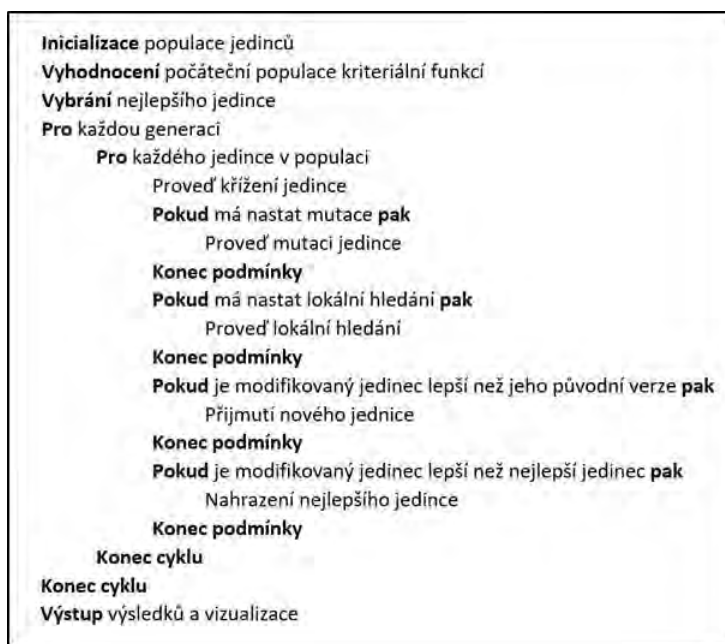 Inicializace populace jedinců
Vyhodnocení počáteční populace kriteriální funkcí
Vybrání nejlepšího jedince
Pro každou generaci
Pro každého jedince v populaci
Proveď křížení jedince
Pokud má nastat mutace pak
Proveď mutaci jedince
Konec podmínky
Pokud má nastat lokální hledání pak
Proveď lokální hledání
Konec podmínky
Pokud je modifikovaný jedinec lepší než jeho původní verze pak
Přijmutí nového jednice
Konec podmínky
Pokud je modifikovaný jedinec lepší než nejlepší jedinec pak
Nahrazení nejlepšího jedince
Konec podmínky
Konec cyklu
Konec cyklu
Výstup výsledků a vizualizace